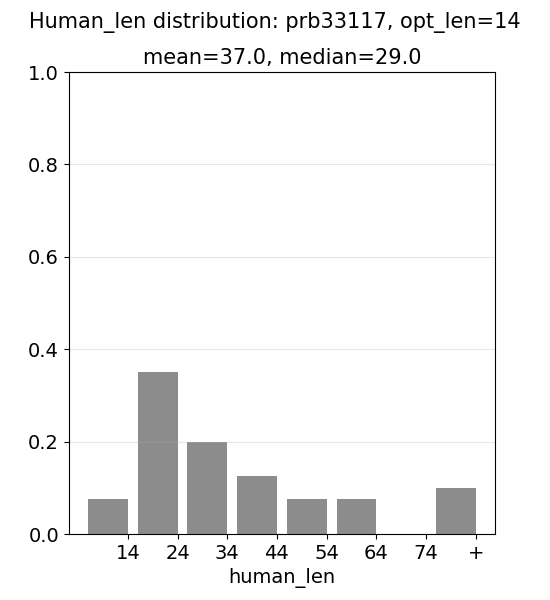 Human_len distribution: prb33117, opt_len=14
mean=37.0, median=29.0
1.0
0.8
0.6
0.4
0.2
0.0
14 24 34 44 54 64 74 +
human_len